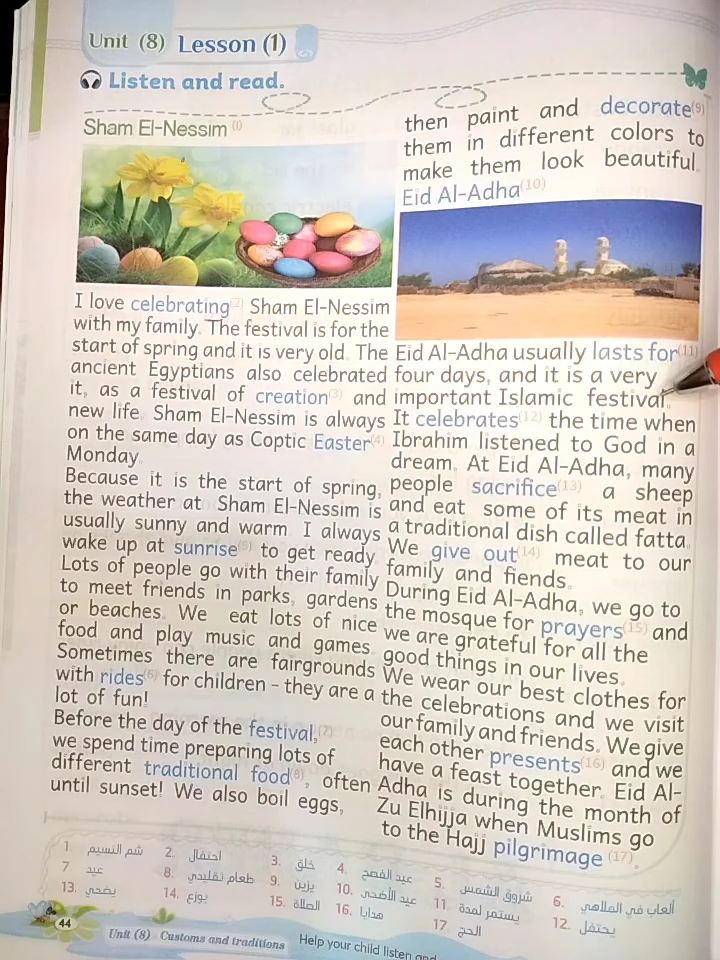 Unit (8) Lesson (1)
Listen and read.
Sham El-Nessim (1)
I love celebrating(2) Sham El-Nessim
with my family. The festival is for the
start of spring and it is very old. The
ancient Egyptians also celebrated
it, as a festival of creation(3) and
new life. Sham El-Nessim is always
on the same day as Coptic Easter(4)
Monday.
Because it is the start of spring,
the weather at Sham El-Nessim is
usually sunny and warm. I always
wake up at sunrise(5) to get ready.
Lots of people go with their family
to meet friends in parks, gardens
or beaches. We eat lots of nice
food and play music and games.
Sometimes there are fairgrounds
with rides(6) for children - they are a
lot of fun!
Before the day of the festival,(7)
we spend time preparing lots of
different traditional food(8), often
until sunset! We also boil eggs,
then paint and decorate(9)
them in different colors to
make them look beautiful.
Eid Al-Adha(10)
Eid Al-Adha usually lasts for(11)
four days, and it is a very
important Islamic festival.
It celebrates(12) the time when
Ibrahim listened to God in a
dream. At Eid Al-Adha, many
people sacrifice(13) a sheep
and eat some of its meat in
a traditional dish called fatta.
We give out(14) meat to our
family and fiends.
During Eid Al-Adha, we go to
the mosque for prayers(15) and
we are grateful for all the
good things in our lives.
We wear our best clothes for
the celebrations and we visit
our family and friends. We give
each other presents(16) and we
have a feast together. Eid Al-
Adha is during the month of
Zu Elhijja when Muslims go
to the Hajj pilgrimage (17).
1. شم النسيم 2. احتفال 3. خلق 4. عيد الفصح 5. شروق الشمس 6. ألعاب في الملاهي
7 عيد 8. طعام تقليدي 9. يزين 10. عيد الأضحى 11. يستمر لمدة 12. يحتفل
13. يضحي 14. يوزع 15. الصلاة 16. هدايا 17. الحج
44 Unit (8) Customs and traditions Help your child listen and